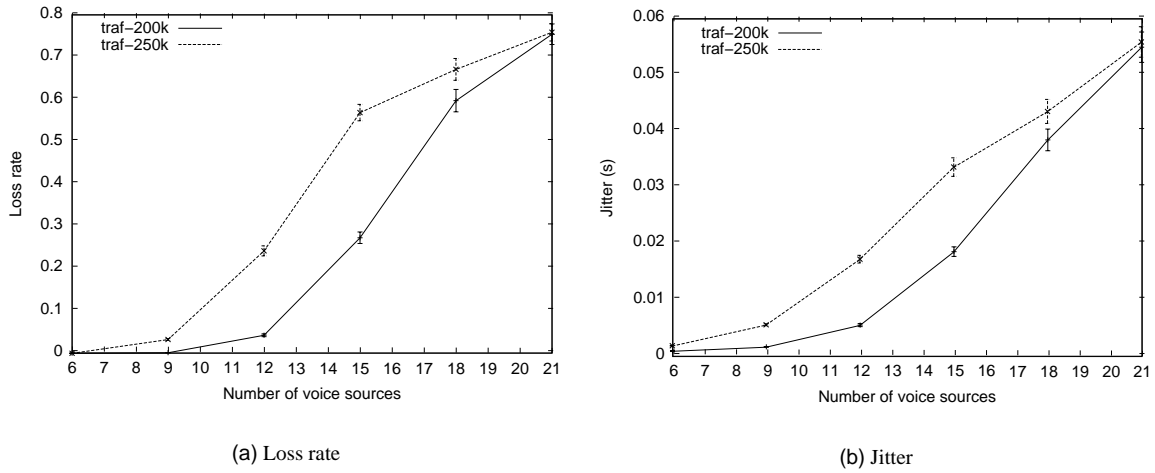 0.8
0.7
0.6
0.5
0.4
0.3
0.2
0.1
0
Loss rate
traf-200k
traf-250k
6 7 8 9 10 11 12 13 14 15 16 17 18 19 20 21
Number of voice sources
(a) Loss rate
0.06
0.05
0.04
0.03
0.02
0.01
0
Jitter (s)
traf-200k
traf-250k
6 7 8 9 10 11 12 13 14 15 16 17 18 19 20 21
Number of voice sources
(b) Jitter